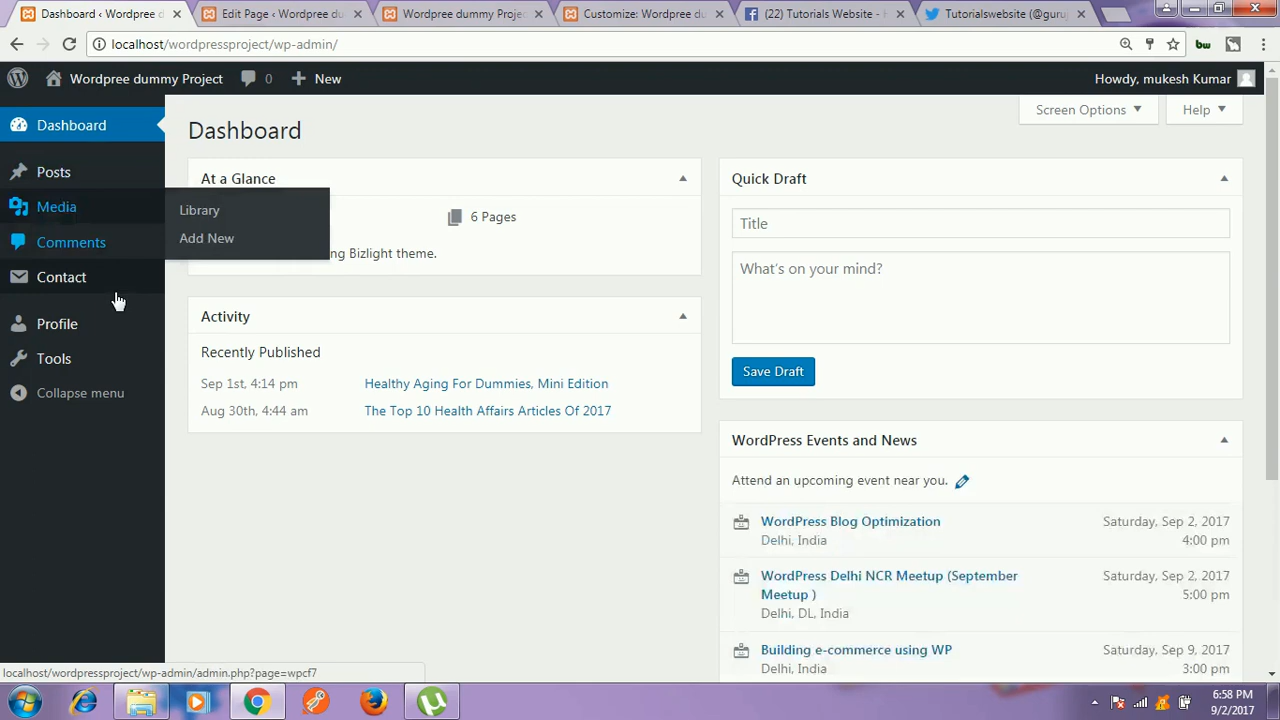 Dashboard ‹ Wordpree d
Edit Page ‹ Wordpree dummy
Wordpree dummy Proje
Customize: Wordpree du
(22) Tutorials Website - H
Tutorialswebsite (@guru
localhost/wordpressproject/wp-admin/
Wordpree dummy Project
0
New
Howdy, mukesh Kumar
Screen Options
Help
Dashboard
Posts
Media
Comments
Contact
Profile
Tools
Collapse menu
Library
Add New
Dashboard
At a Glance
6 Pages
ng Bizlight theme.
Activity
Recently Published
Sep 1st, 4:14 pm Healthy Aging For Dummies, Mini Edition
Aug 30th, 4:44 am The Top 10 Health Affairs Articles Of 2017
Quick Draft
Title
What's on your mind?
Save Draft
WordPress Events and News
Attend an upcoming event near you.
WordPress Blog Optimization Saturday, Sep 2, 2017
Delhi, India 4:00 pm
WordPress Delhi NCR Meetup (September Saturday, Sep 2, 2017
Meetup ) 5:00 pm
Delhi, DL, India
Building e-commerce using WP Saturday, Sep 9, 2017
Delhi, India 3:00 pm
localhost/wordpressproject/wp-admin/admin.php?page=wpcf7
6:58 PM
9/2/2017